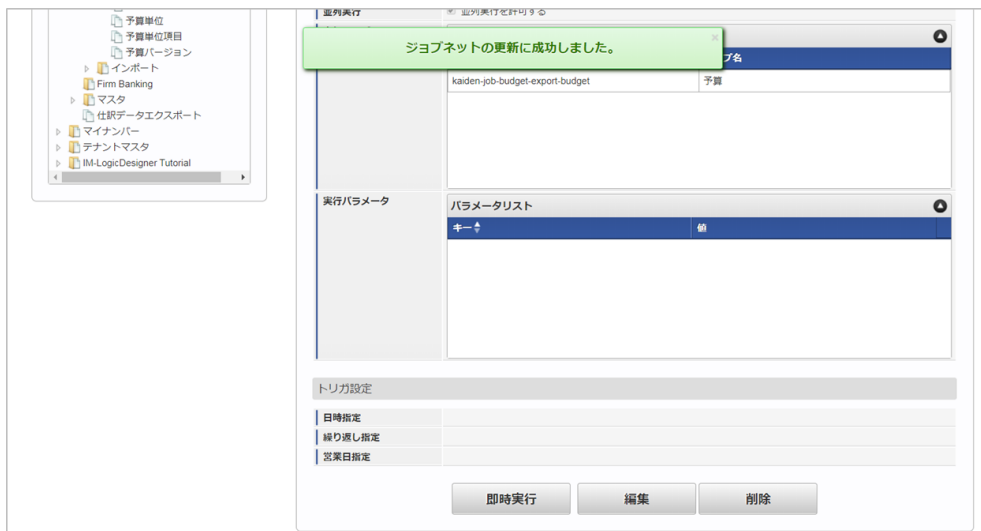 予算単位
予算単位項目
予算バージョン
インポート
Firm Banking
マスタ
仕訳データエクスポート
マイナンバー
テナントマスタ
IM-LogicDesigner Tutorial
並列実行
並列実行を許可する
ジョブネットの更新に成功しました。
×
ブ名
kaiden-job-budget-export-budget
予算
実行パラメータ
パラメータリスト
キー
値
トリガ設定
日時指定
繰り返し指定
営業日指定
即時実行
編集
削除